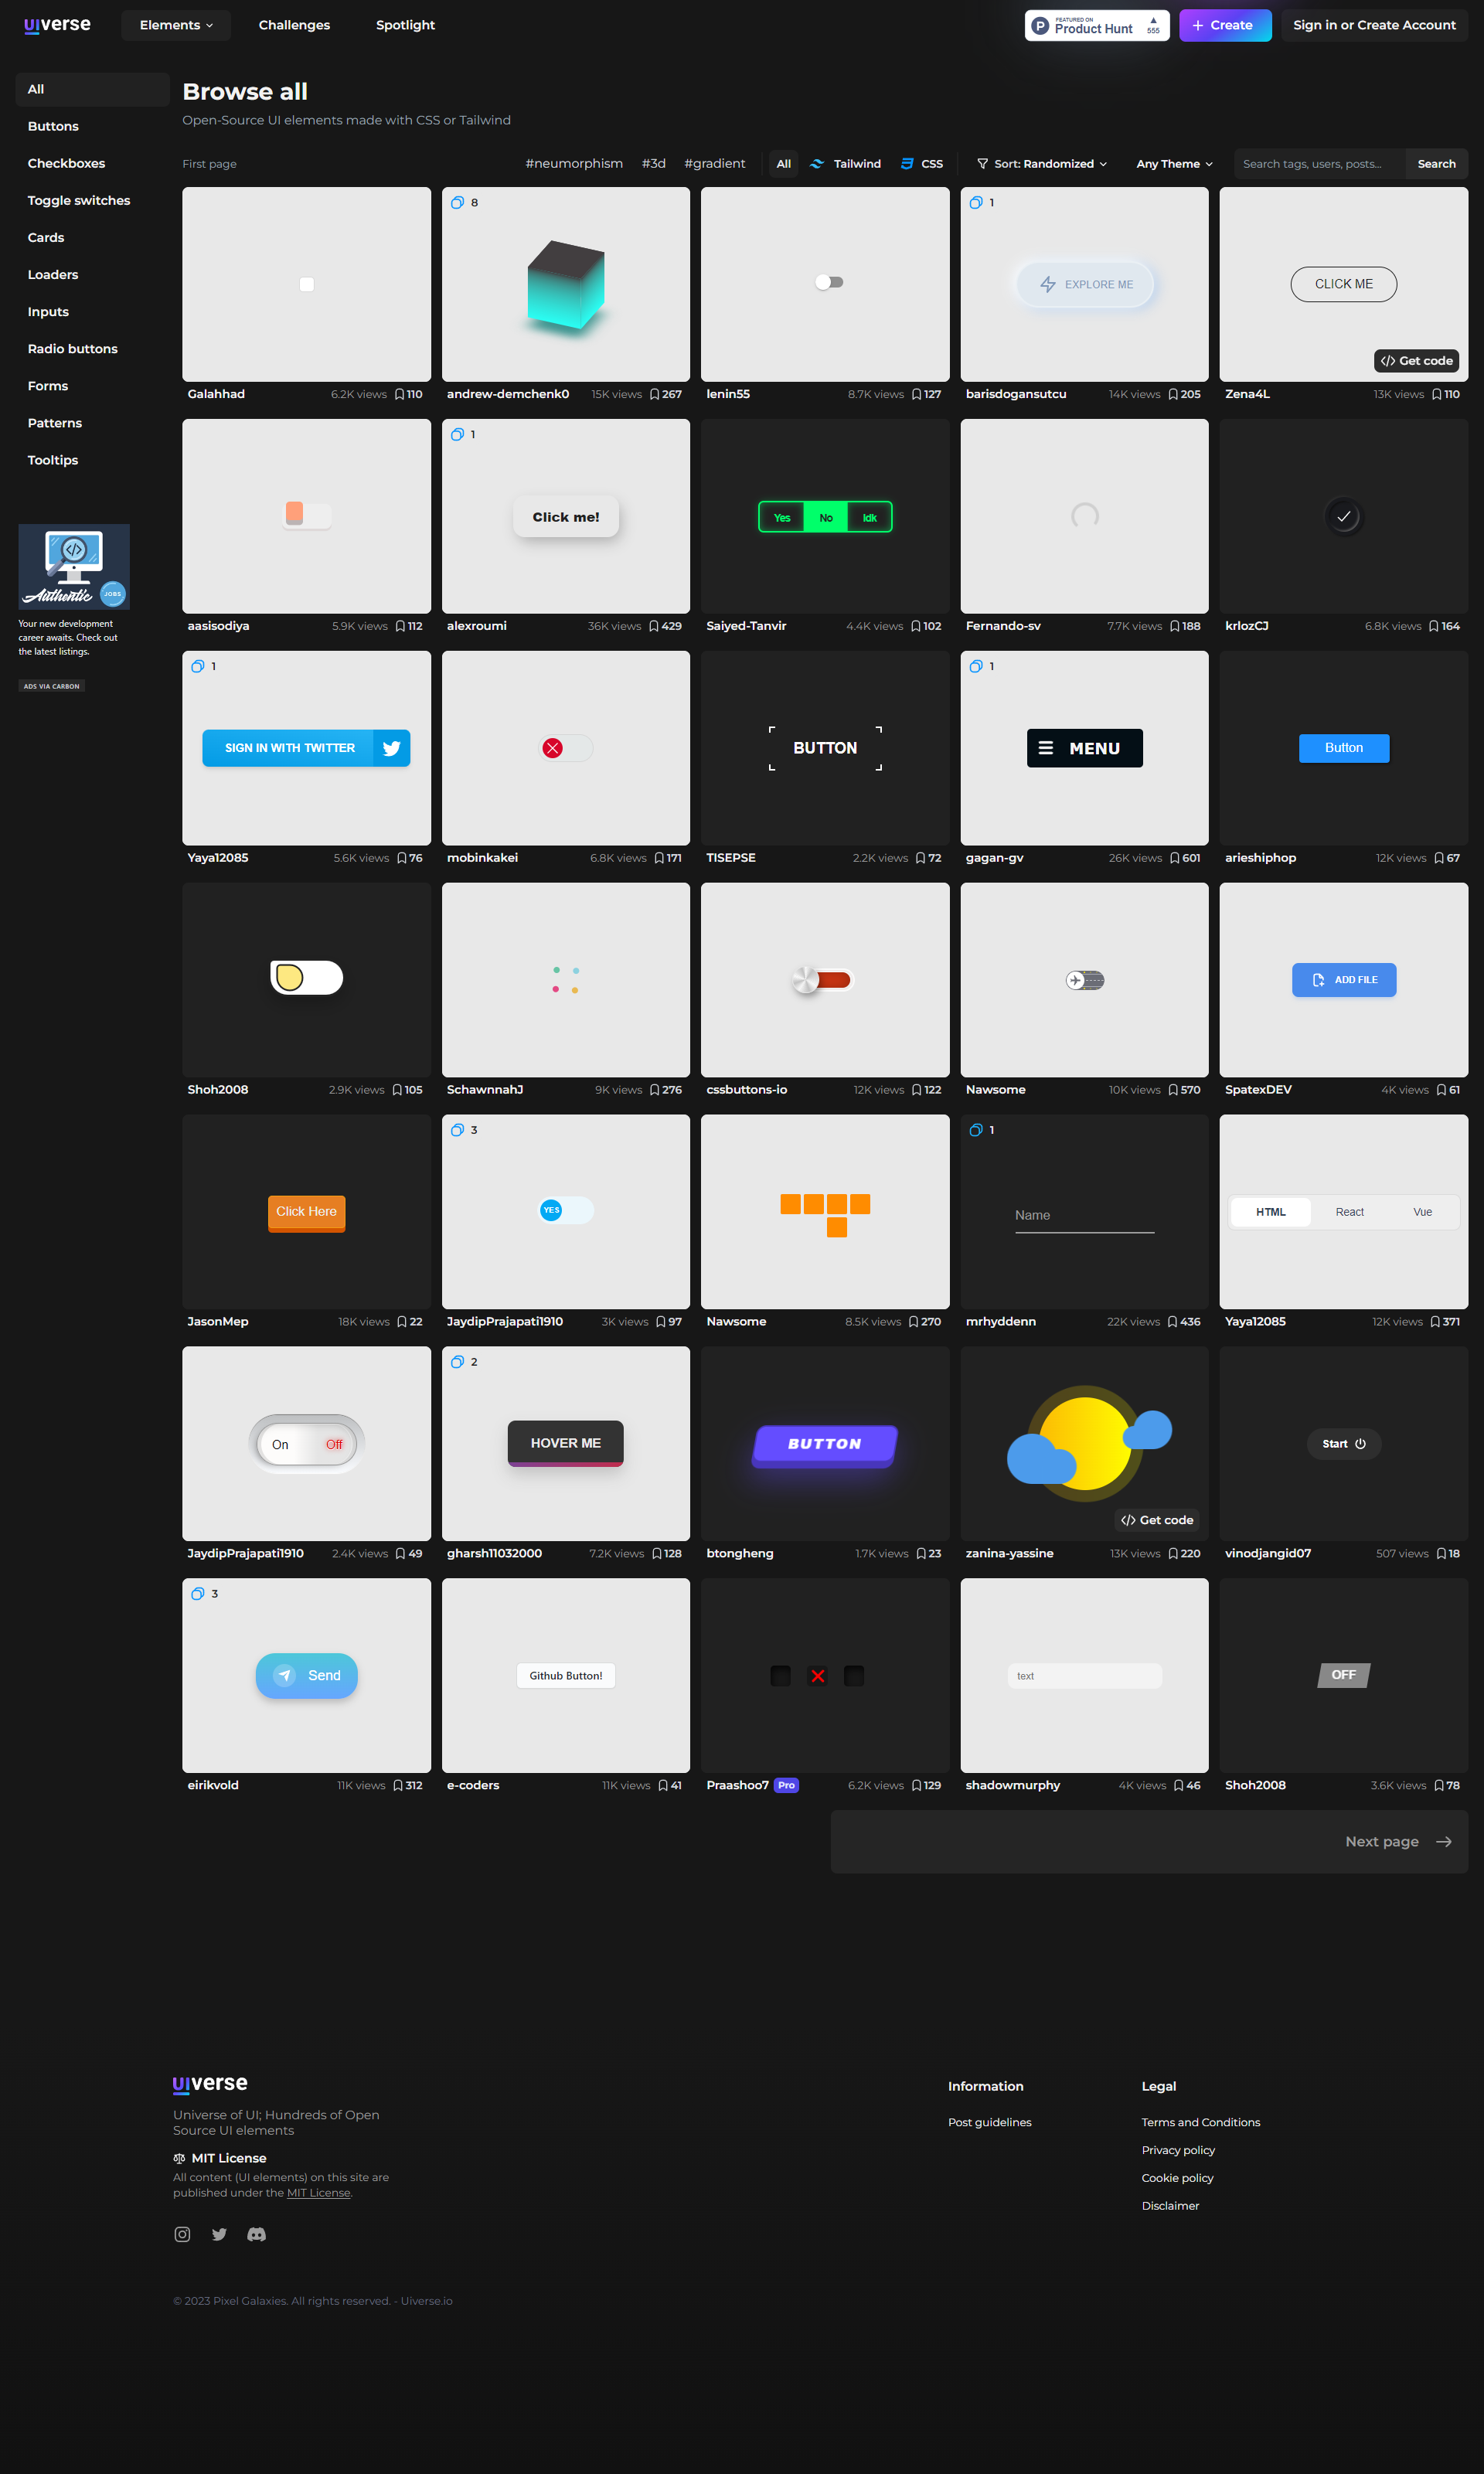 uiverse
Elements
Challenges
Spotlight
FEATURED ON
Product Hunt
555
Create
Sign in or Create Account
All
Buttons
Checkboxes
Toggle switches
Cards
Loaders
Inputs
Radio buttons
Forms
Patterns
Tooltips
Authentic
JOBS
Your new development
career awaits. Check out
the latest listings.
ADS VIA CARBON
Browse all
Open-Source UI elements made with CSS or Tailwind
First page
#neumorphism #3d #gradient All Tailwind CSS Sort: Randomized Any Theme Search tags, users, posts... Search
8
1
EXPLORE ME
CLICK ME
Get code
Galahhad 6.2K views 110
andrew-demchenk0 15K views 267
lenin55 8.7K views 127
barisdogansutcu 14K views 205
Zena4L 13K views 110
1
Click me!
Yes No Idk
aasisodiya 5.9K views 112
alexroumi 36K views 429
Saiyed-Tanvir 4.4K views 102
Fernando-sv 7.7K views 188
krlozCJ 6.8K views 164
1
SIGN IN WITH TWITTER
BUTTON
1
MENU
Button
Yaya12085 5.6K views 76
mobinkakei 6.8K views 171
TISEPSE 2.2K views 72
gagan-gv 26K views 601
arieshiphop 12K views 67
ADD FILE
Shoh2008 2.9K views 105
SchawnnahJ 9K views 276
cssbuttons-io 12K views 122
Nawsome 10K views 570
SpatexDEV 4K views 61
Click Here
3
YES
1
Name
HTML React Vue
JasonMep 18K views 22
JaydipPrajapati1910 3K views 97
Nawsome 8.5K views 270
mrhyddenn 22K views 436
Yaya12085 12K views 371
On Off
2
HOVER ME
BUTTON
Get code
Start
JaydipPrajapati1910 2.4K views 49
gharsh11032000 7.2K views 128
btongheng 1.7K views 23
zanina-yassine 13K views 220
vinodjangid07 507 views 18
3
Send
Github Button!
text
OFF
eirikvold 11K views 312
e-coders 11K views 41
Praashoo7 Pro 6.2K views 129
shadowmurphy 4K views 46
Shoh2008 3.6K views 78
Next page
uiverse
Universe of UI; Hundreds of Open
Source UI elements
MIT License
All content (UI elements) on this site are
published under the MIT License.
Information
Post guidelines
Legal
Terms and Conditions
Privacy policy
Cookie policy
Disclaimer
© 2023 Pixel Galaxies. All rights reserved. - Uiverse.io